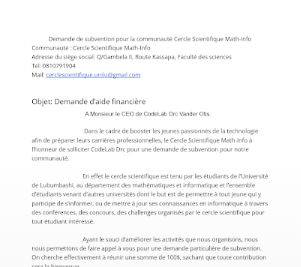 Demande de subvention pour la communauté Cercle Scientifique Math-Info
Communauté : Cercle Scientifique Math-Info
Adresse du siège social: Q/Gambela II, Route Kassapa, Faculté des sciences
Tél: 0810791904
Mail: cerclescientifique.unilu@gmail.com
Objet: Demande d'aide financière
A Monsieur le CEO de CodeLab Drc Vander Otis.
Dans le cadre de booster les jeunes passionnés de la technologie
afin de préparer leurs carrières professionnelles, le Cercle Scientifique Math-Info à
l'honneur de solliciter CodeLab Drc pour une demande de subvention pour notre
communauté.
En effet le cercle scientifique est tenu par les étudiants de l'Université
de Lubumbashi, au département des mathématiques et informatique et l'ensemble
d'étudiants venant d'autres universités dont le but est de permettre à tout jeune qui y
participe de s'informer, ou de mettre à jour ses connaissances en informatique à travers
des conférences, des concours, des challenges organisés par le cercle scientifique pour
tout étudiant intéressé.
Ayant le souci d'améliorer les activités que nous organisons, nous
nous permettons de faire appel à vous pour une demande particulière de subvention.
On cherche effectivement à réunir une somme de 100$, sachant que toute contribution
sera la bienvenue.